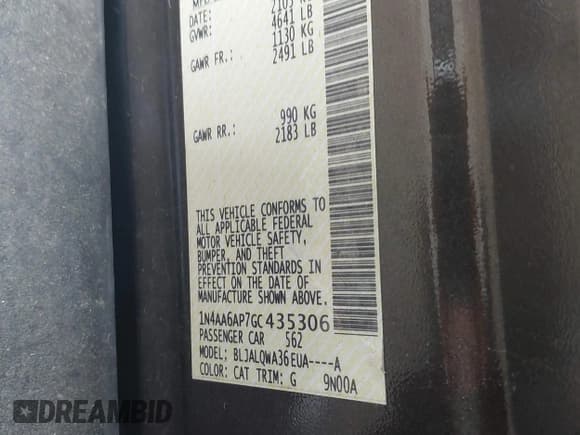 2105
DATE: 4641 LB
GVWR: 1130 KG
GAWR FR.: 2491 LB
990 KG
GAWR RR.: 2183 LB
THIS VEHICLE CONFORMS TO
ALL APPLICABLE FEDERAL
MOTOR VEHICLE SAFETY,
BUMPER, AND THEFT
PREVENTION STANDARDS IN
EFFECT ON THE DATE OF
MANUFACTURE SHOWN ABOVE.
1N4AA6AP7GC435306
PASSENGER CAR 562
MODEL: BLJALQWA36EUA----A
COLOR: CAT TRIM: G 9N00A
DREAMBID